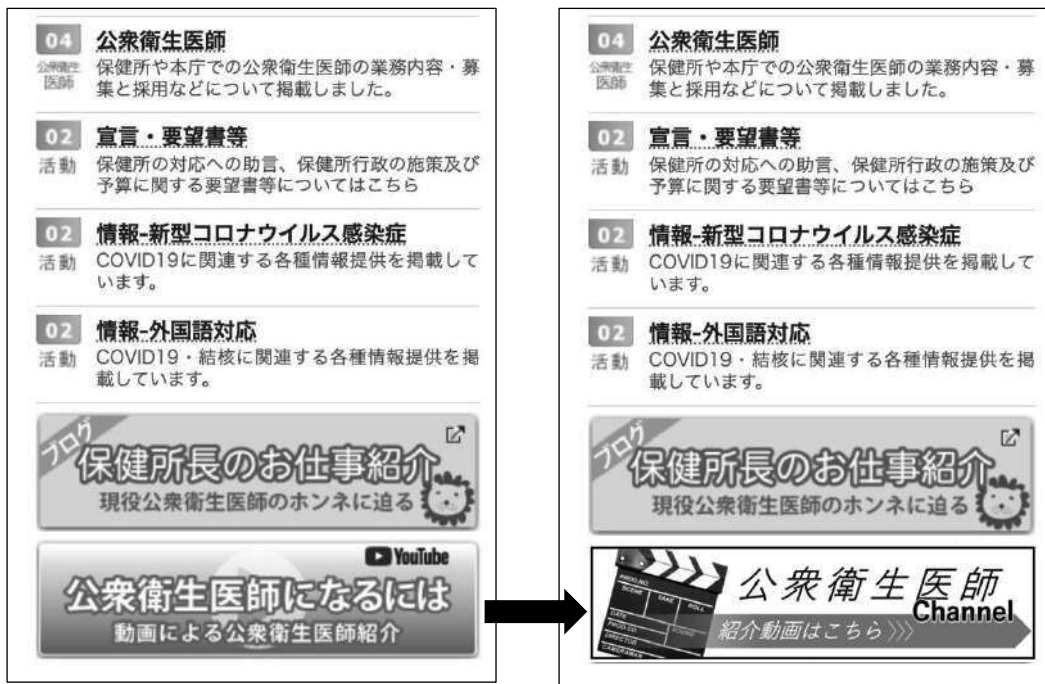 04 公衆衛生医師
公衆衛生
医師
保健所や本庁での公衆衛生医師の業務内容・募
集と採用などについて掲載しました。
02 宣言・要望書等
活動 保健所の対応への助言、保健所行政の施策及び
予算に関する要望書等についてはこちら
02 情報-新型コロナウイルス感染症
活動 COVID19に関連する各種情報提供を掲載して
います。
02 情報-外国語対応
活動 COVID19・結核に関連する各種情報提供を掲
載しています。
ブログ
保健所長のお仕事紹介
現役公衆衛生医師のホンネに迫る
YouTube
公衆衛生医師になるには
動画による公衆衛生医師紹介
04 公衆衛生医師
公衆衛生
医師
保健所や本庁での公衆衛生医師の業務内容・募
集と採用などについて掲載しました。
02 宣言・要望書等
活動 保健所の対応への助言、保健所行政の施策及び
予算に関する要望書等についてはこちら
02 情報-新型コロナウイルス感染症
活動 COVID19に関連する各種情報提供を掲載して
います。
02 情報-外国語対応
活動 COVID19・結核に関連する各種情報提供を掲
載しています。
ブログ
保健所長のお仕事紹介
現役公衆衛生医師のホンネに迫る
公衆衛生医師
Channel
紹介動画はこちら》〉
PROD.NO.
SCENE TAKE ROLL
DATE SOUND
PROD.CO.
DIRECTOR
CAMERAMAN